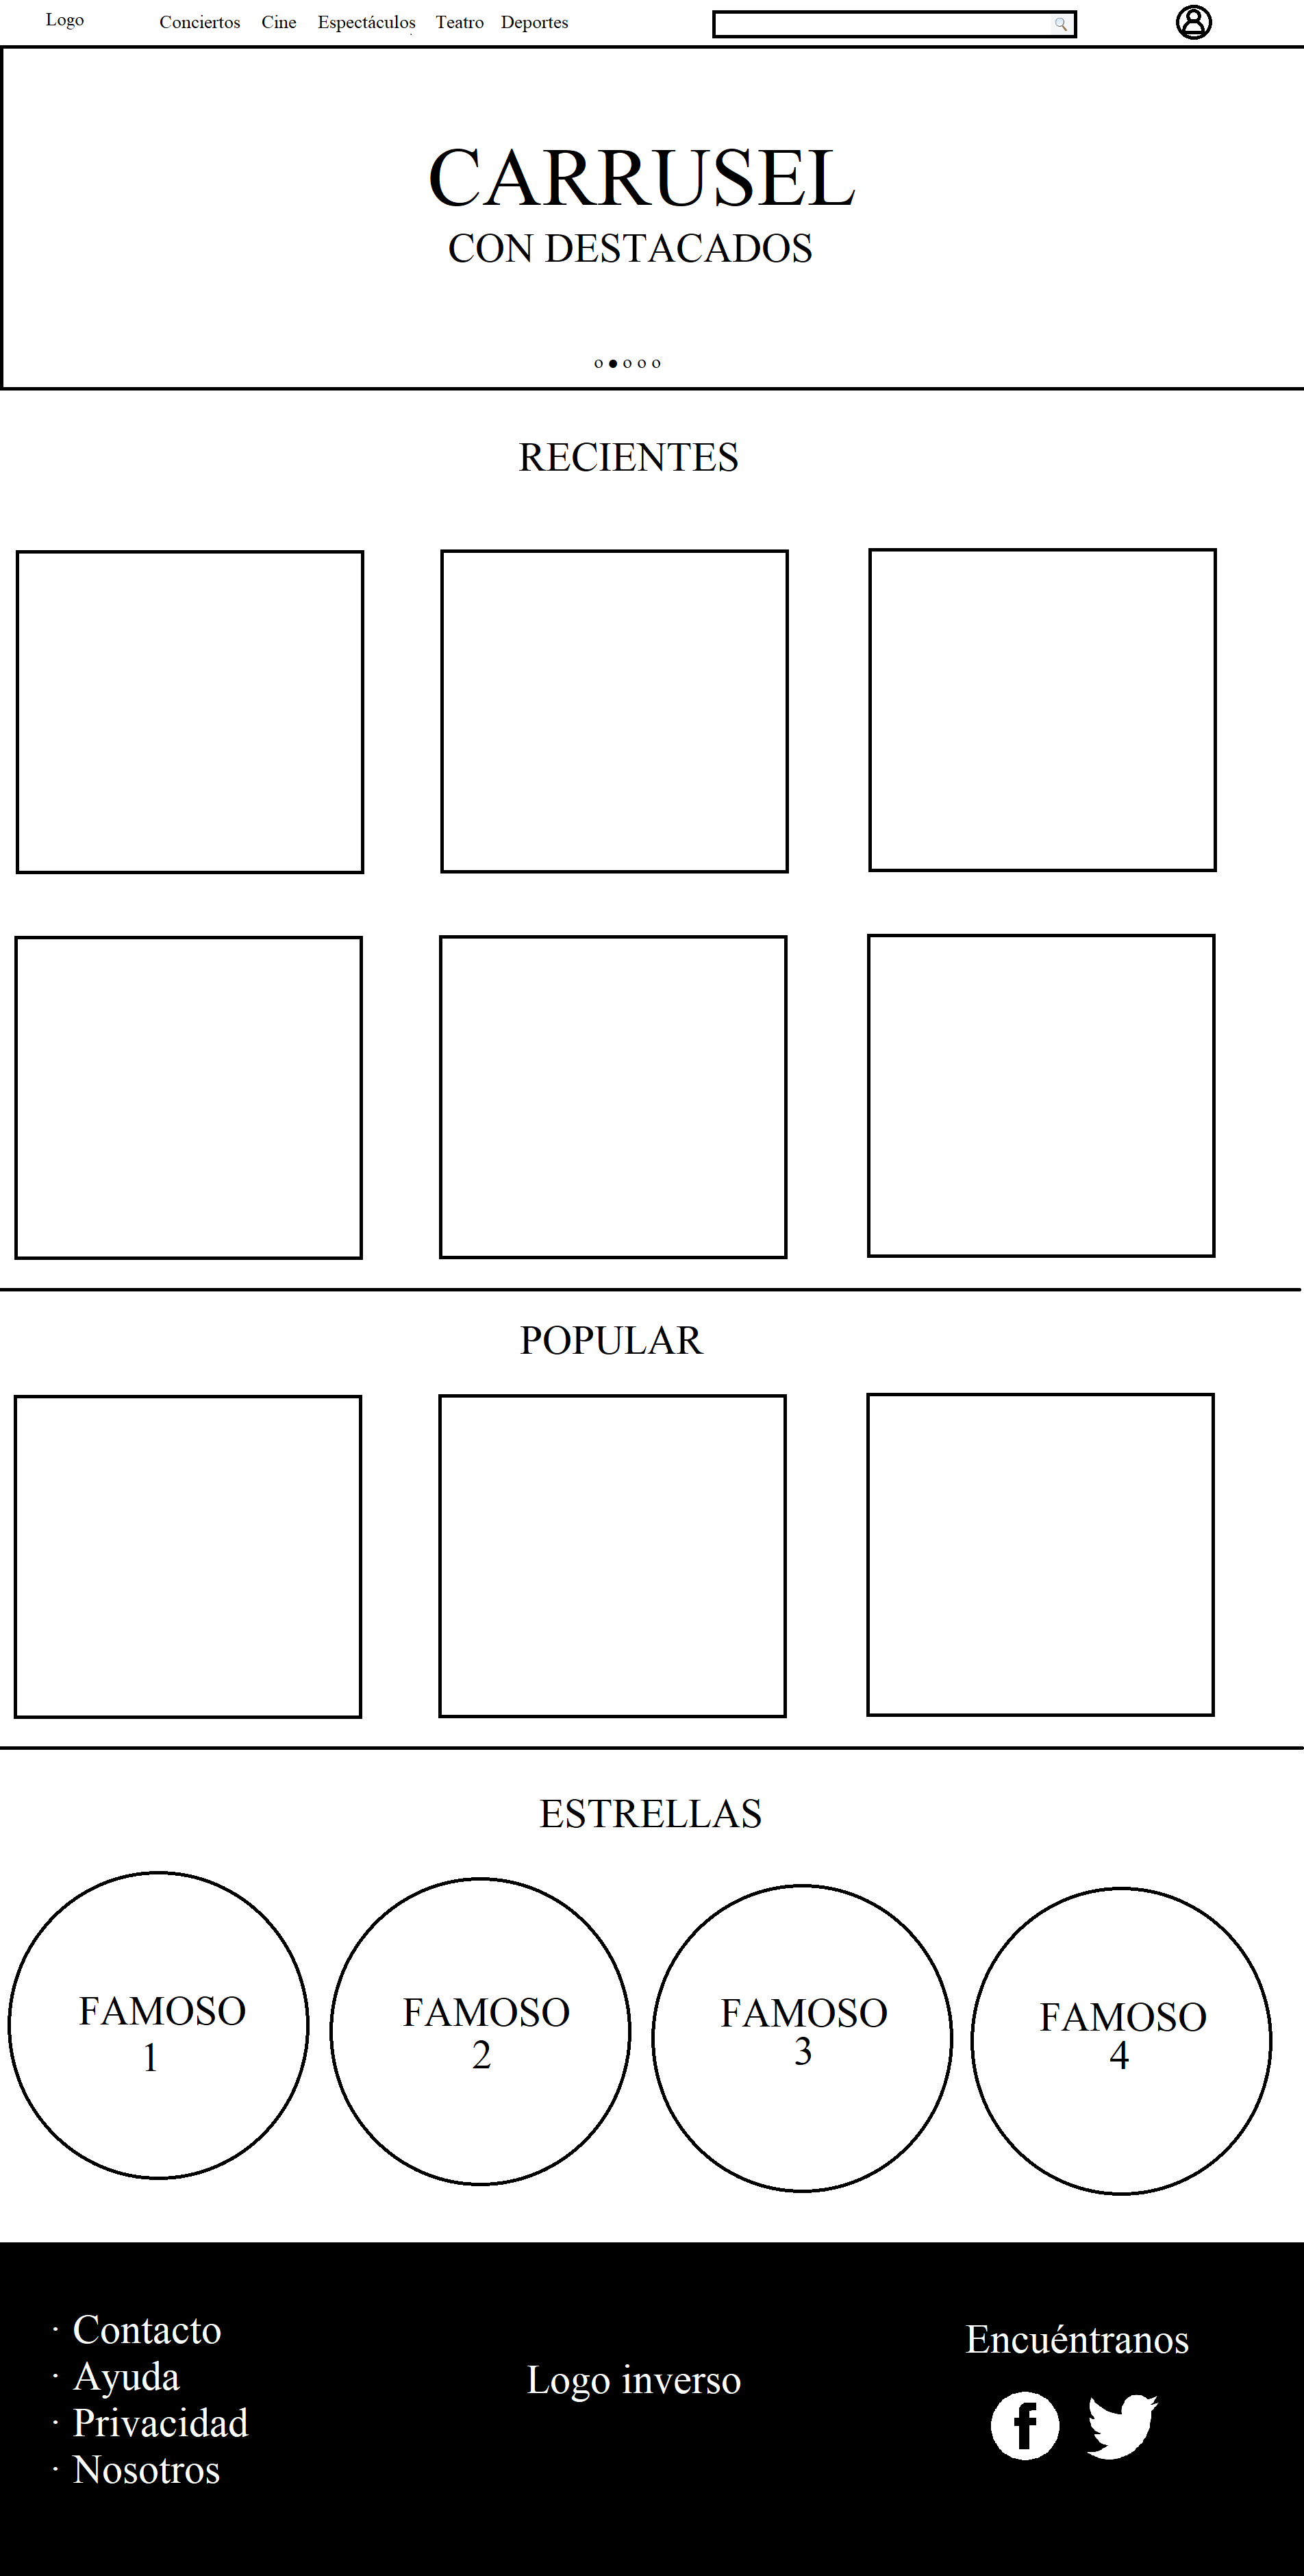 Logo
Conciertos Cine Espectáculos Teatro Deportes
CARRUSEL
CON DESTACADOS
RECIENTES
POPULAR
ESTRELLAS
FAMOSO
1
FAMOSO
2
FAMOSO
3
FAMOSO
4
· Contacto
· Ayuda
· Privacidad
· Nosotros
Logo inverso
Encuéntranos